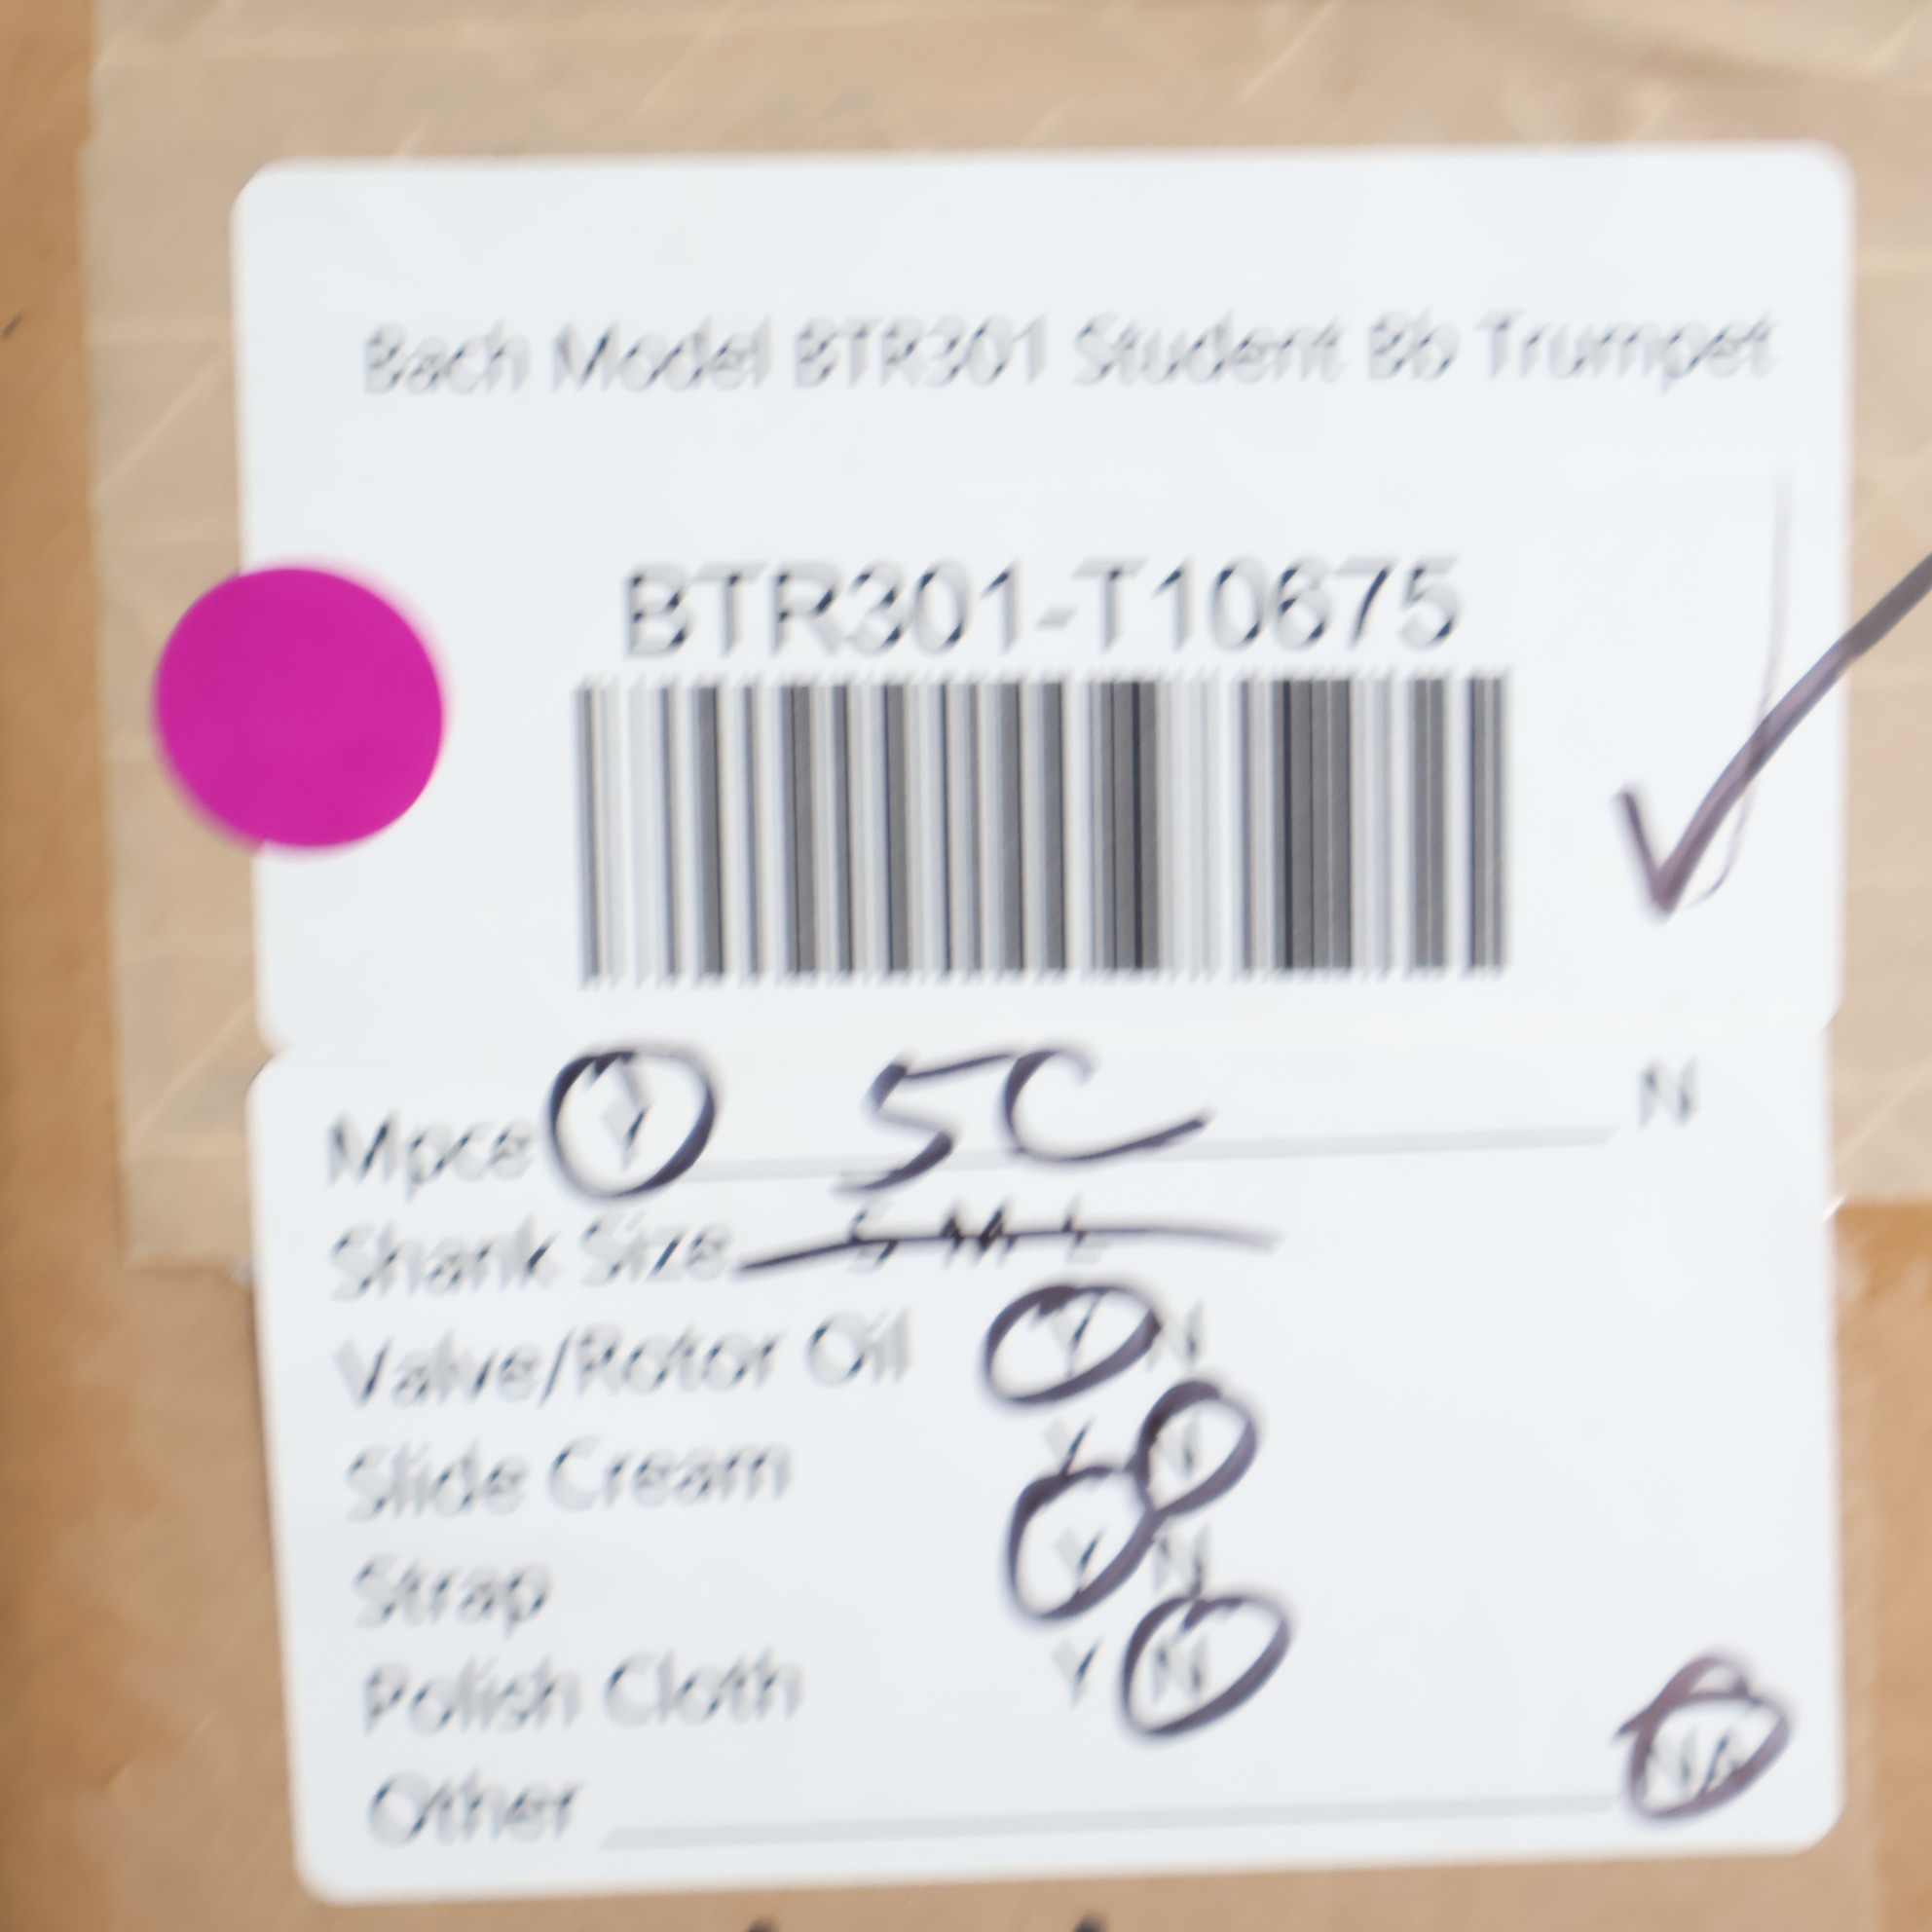 Bach Model BTR301 Student Bb Trumpet
BTR301-T10675
Mpce Y 5C N
Shank Size S M L
Valve/Rotor Oil Y N
Slide Cream Y N
Strap Y N
Polish Cloth Y N
Other NA